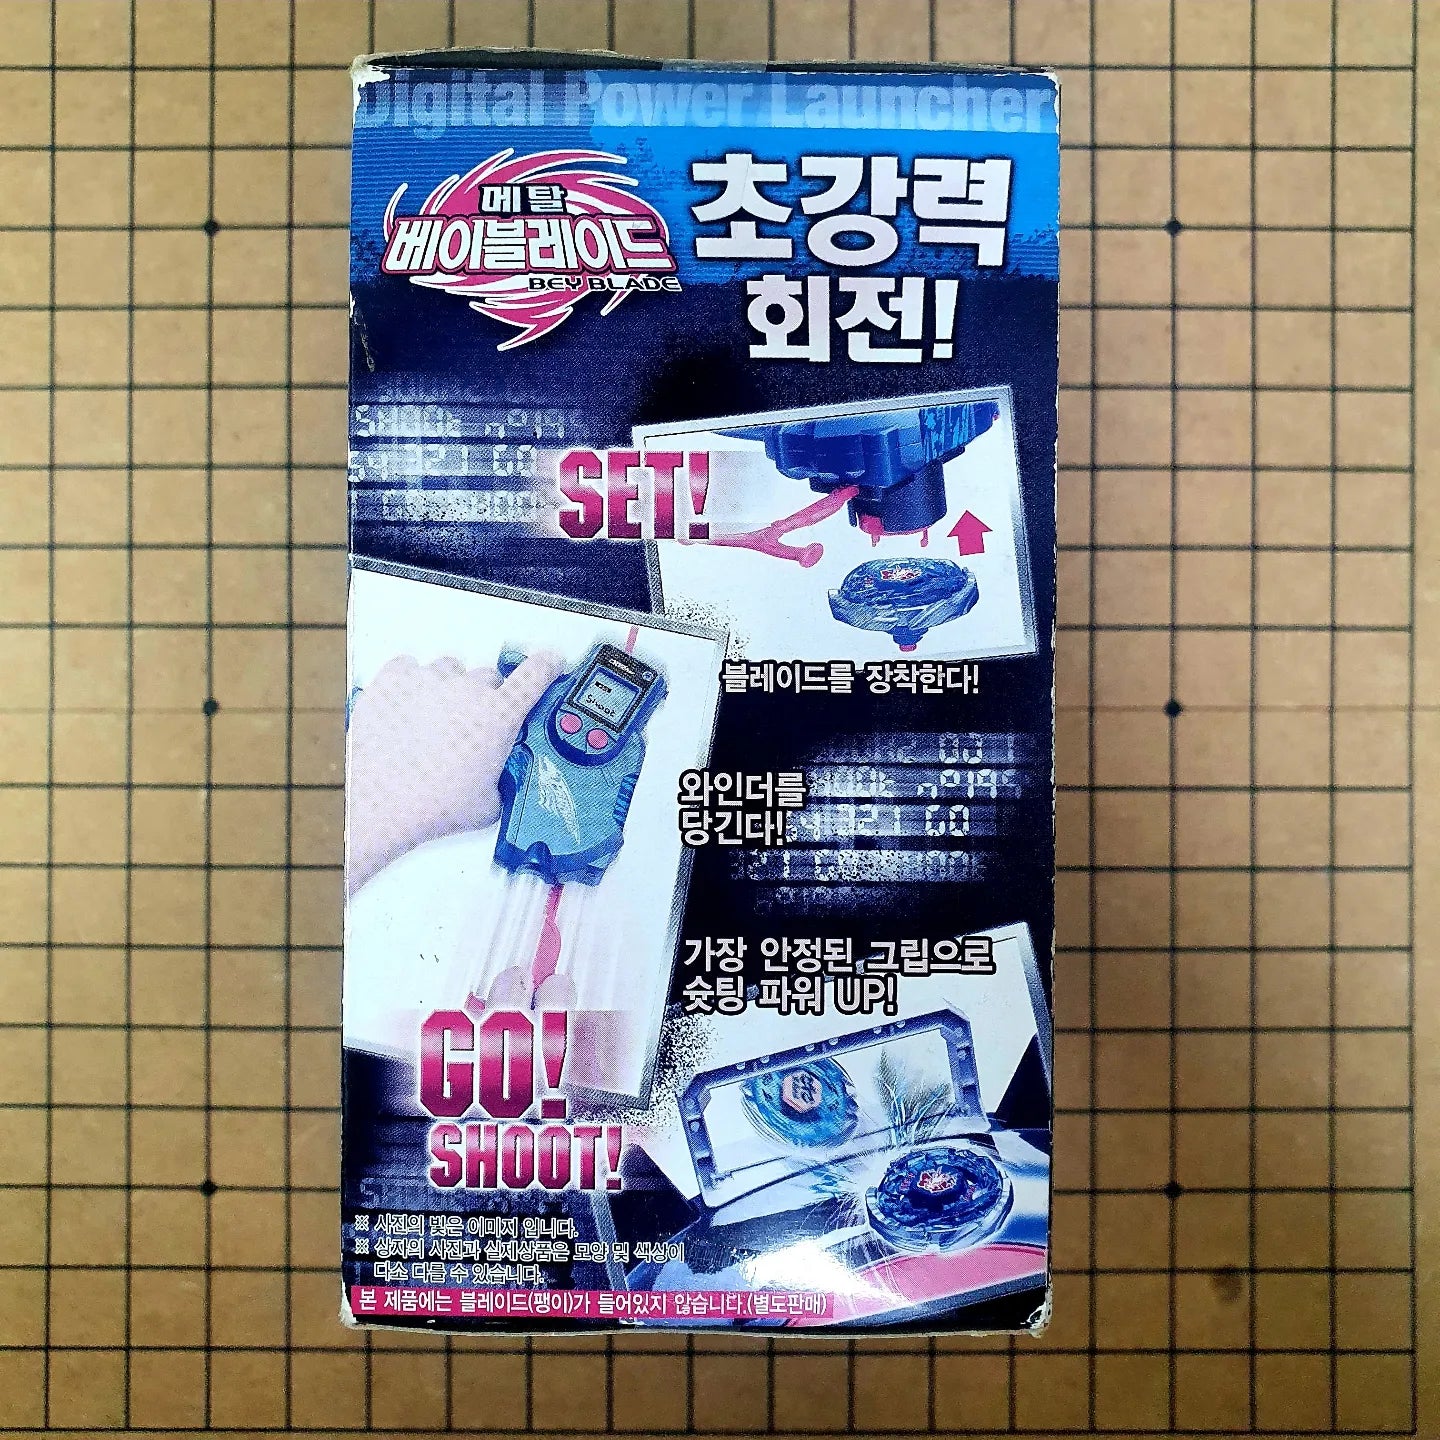 Digital Power Launcher
메탈
베이블레이드
BEY BLADE
초강력
회전!
SET!
블레이드를 장착한다!
Shoot
와인더를
당긴다!
가장 안정된 그립으로
슛팅 파워 UP!
GO!
SHOOT!
※ 사진의 빛은 이미지 입니다.
※ 상자의 사진과 실제상품은 모양 및 색상이
다소 다를 수 있습니다.
본 제품에는 블레이드(팽이)가 들어있지 않습니다.(별도판매)